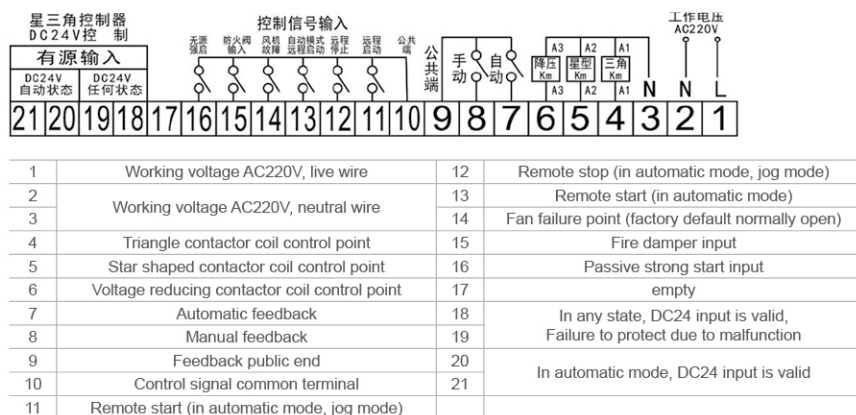 星三角控制器
DC24V控 制
有源输入
DC24V
自动状态
DC24V
任何状态
控制信号输入
无源
强启
防火阀
输入
风机
故障
自动模式
远程启动
远程
停止
远程
启动
公共
端
公共端
手动
自动
A3 A2 A1
降压
Km
星型
Km
三角
Km
A3 A2 A1
N
工作电压
AC220V
N L
21 20 19 18 17 16 15 14 13 12 11 10 9 8 7 6 5 4 3 2 1
1 Working voltage AC220V, live wire
2
3
Working voltage AC220V, neutral wire
4 Triangle contactor coil control point
5 Star shaped contactor coil control point
6 Voltage reducing contactor coil control point
7 Automatic feedback
8 Manual feedback
9 Feedback public end
10 Control signal common terminal
11 Remote start (in automatic mode, jog mode)
12 Remote stop (in automatic mode, jog mode)
13 Remote start (in automatic mode)
14 Fan failure point (factory default normally open)
15 Fire damper input
16 Passive strong start input
17 empty
18
19
In any state, DC24 input is valid,
Failure to protect due to malfunction
20
21
In automatic mode, DC24 input is valid